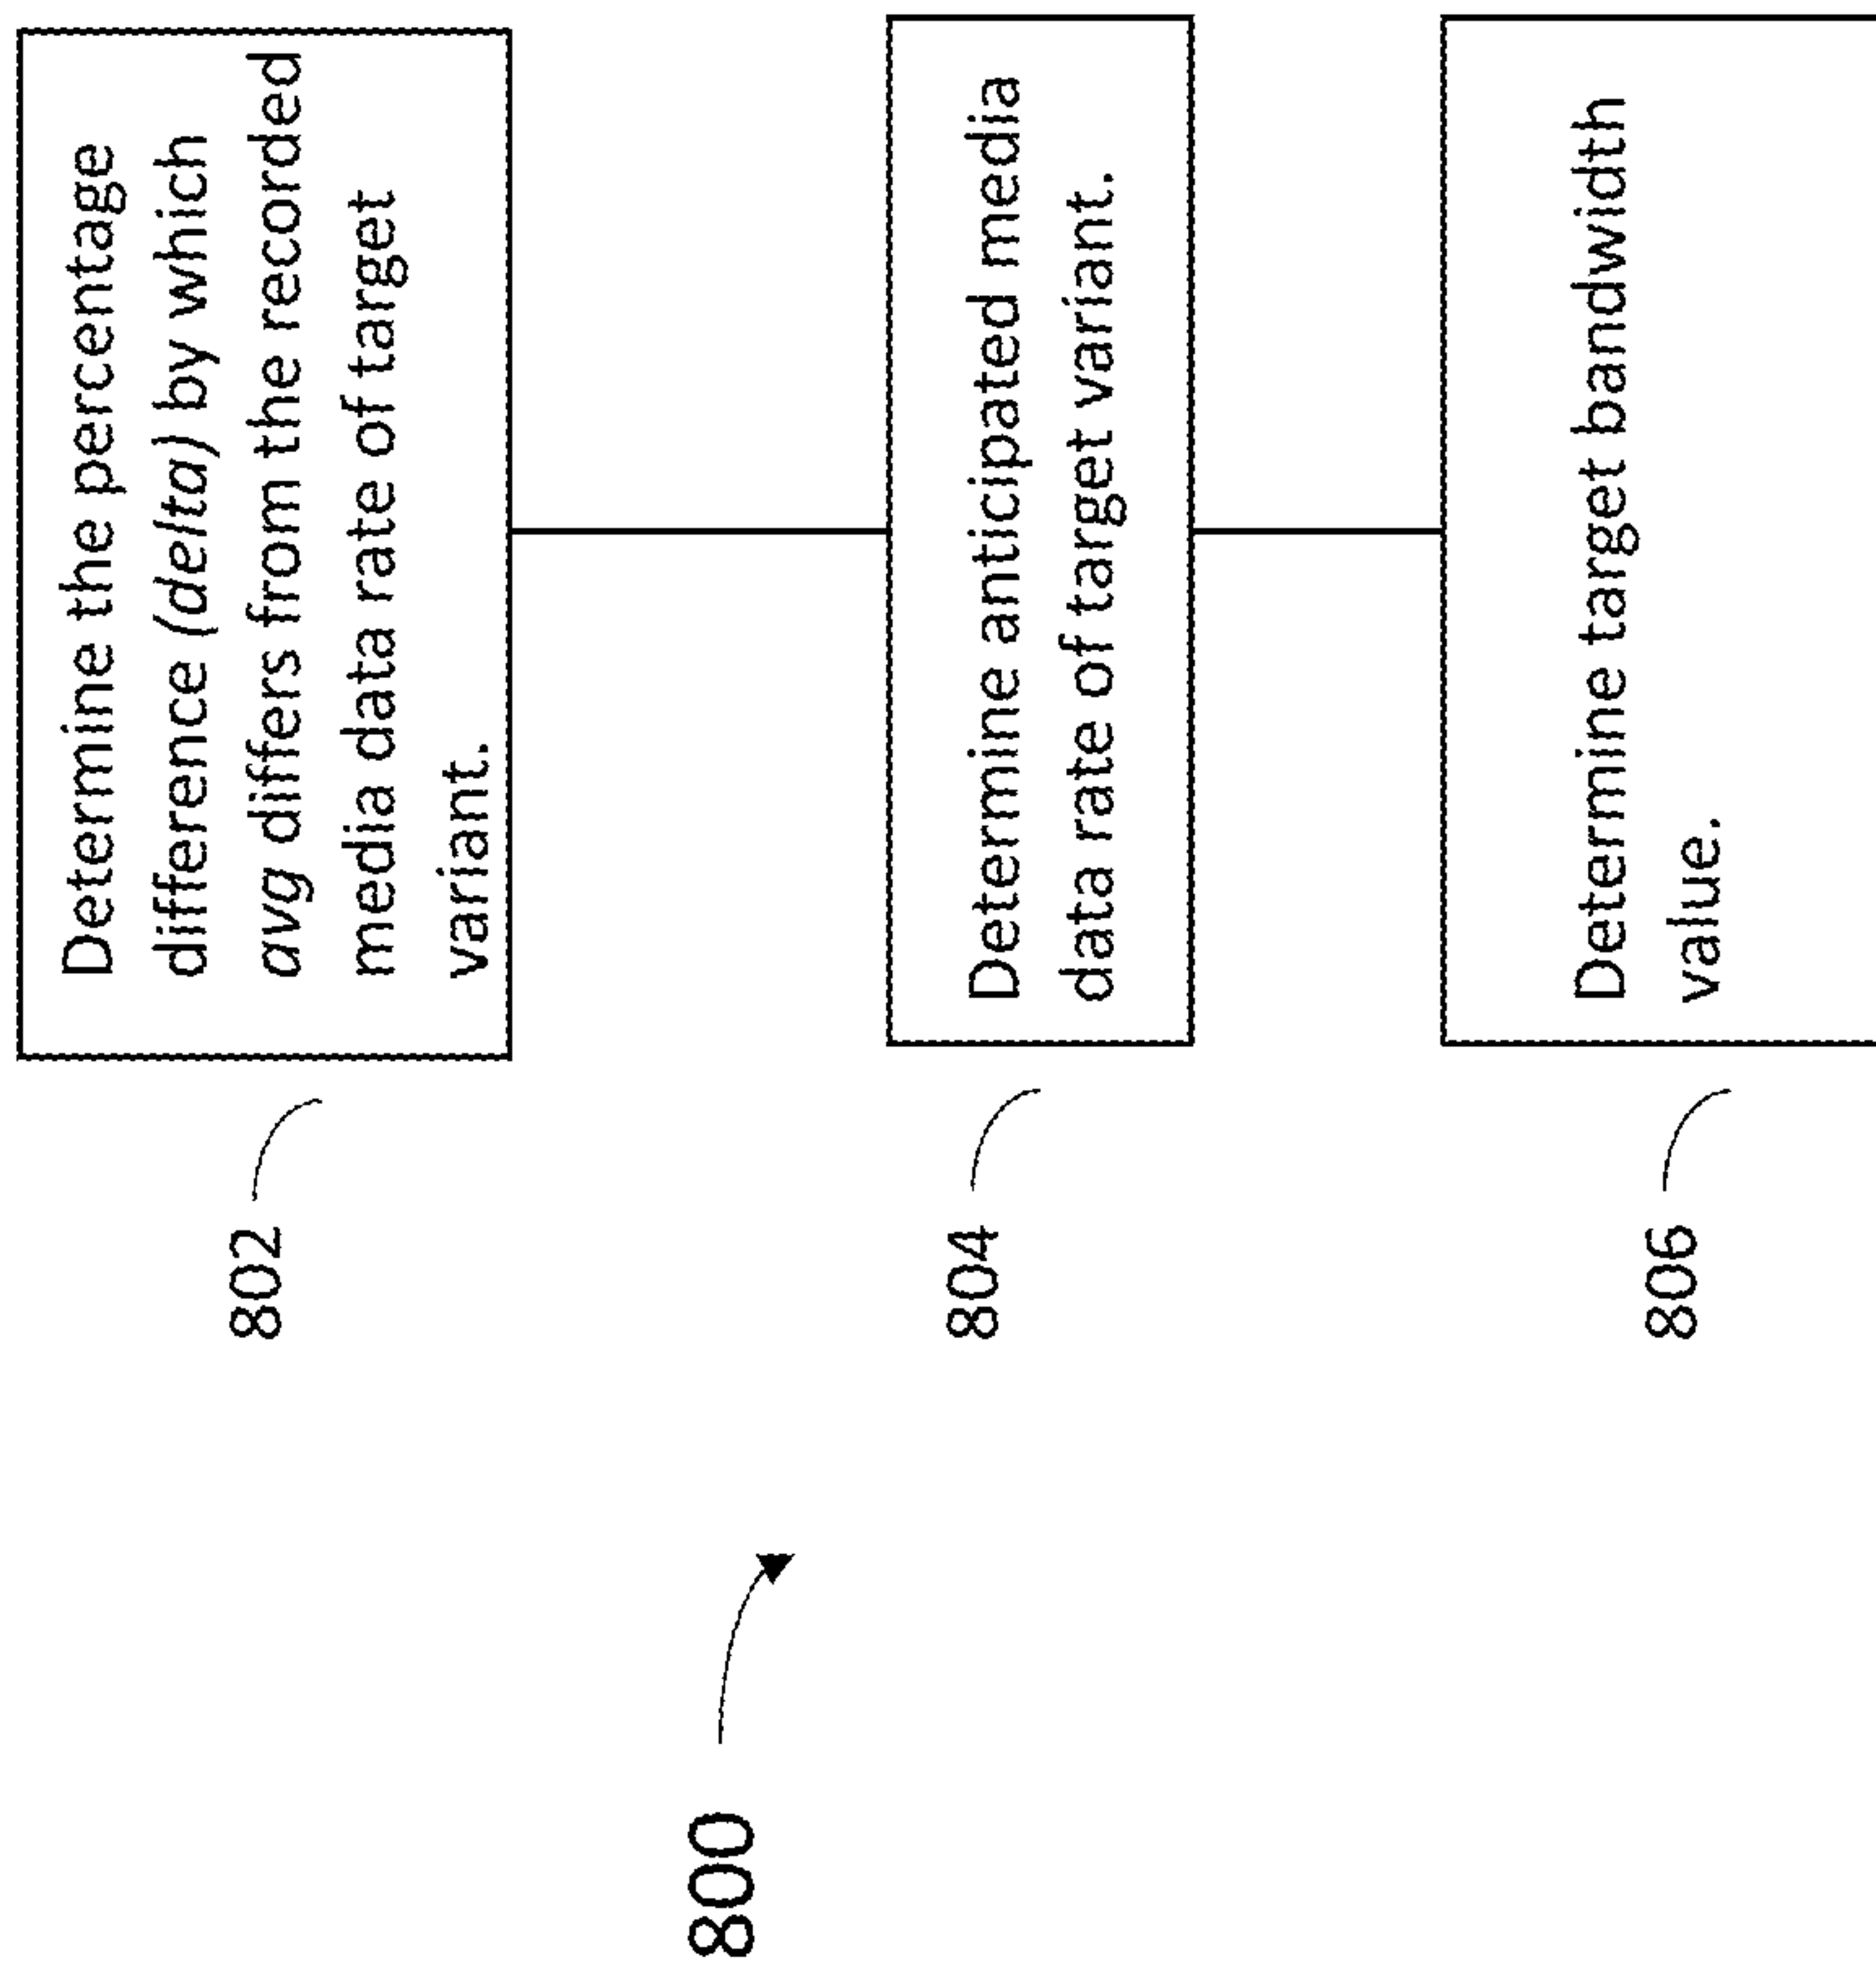 800
802
Determine the percentage
difference (delta) by which
avg differs from the recorded
media data rate of target
variant.
804
Determine anticipated media
data rate of target variant.
806
Determine target bandwidth
value.